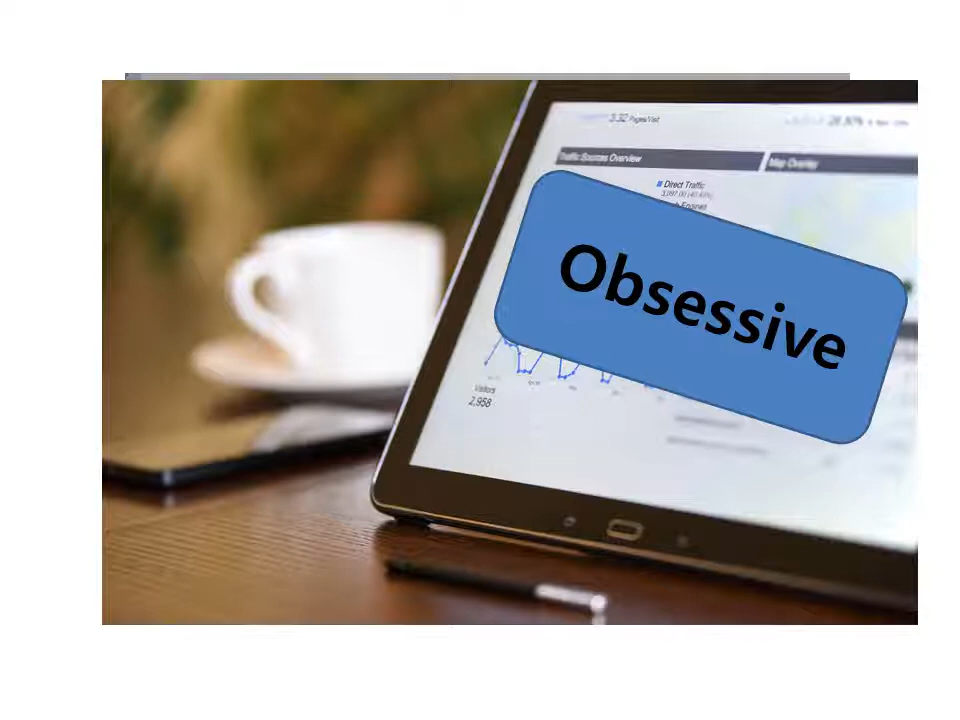 3.32 Pages/Visit
Traffic Sources Overview
Map Overlay
Direct Traffic
Obsessive
Visitors
2,958